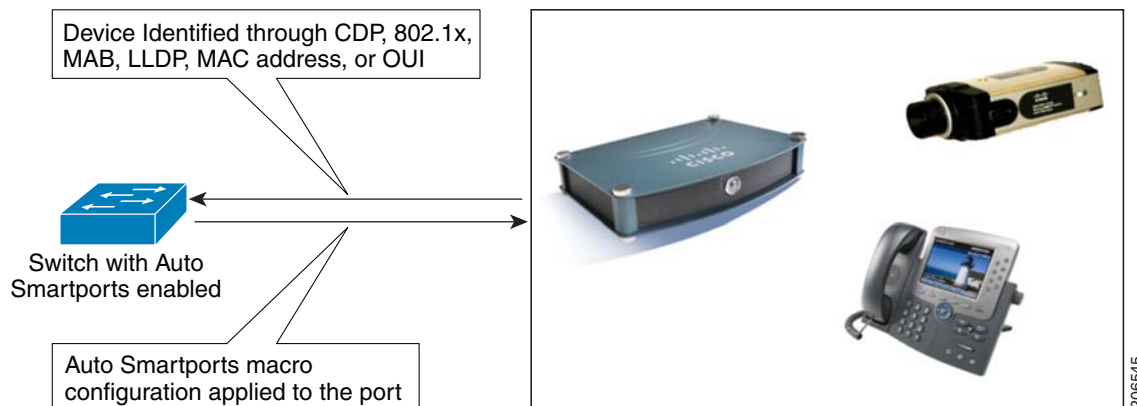 Device Identified through CDP, 802.1x,
MAB, LLDP, MAC address, or OUI
CISCO
Switch with Auto
Smartports enabled
Auto Smartports macro
configuration applied to the port